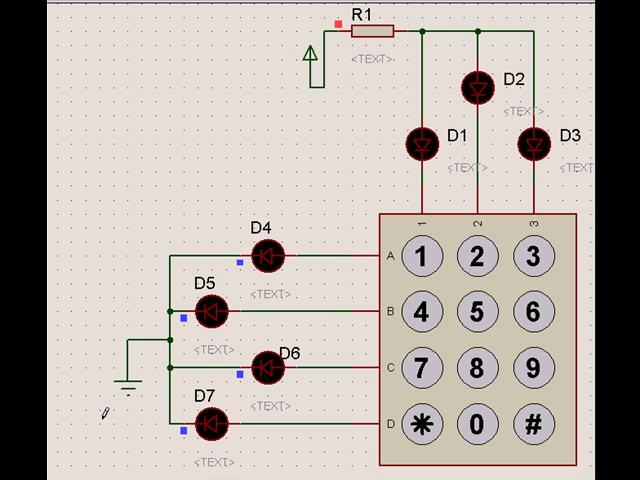 R1
<TEXT>
D2
<TEXT>
D1
D3
<TEXT>
<TEXT
1
2
3
D4
A
1
2
3
<TEXT>
D5
B
4
5
6
<TEXT>
D6
C
7
8
9
<TEXT>
D7
D
*
0
#
<TEXT>